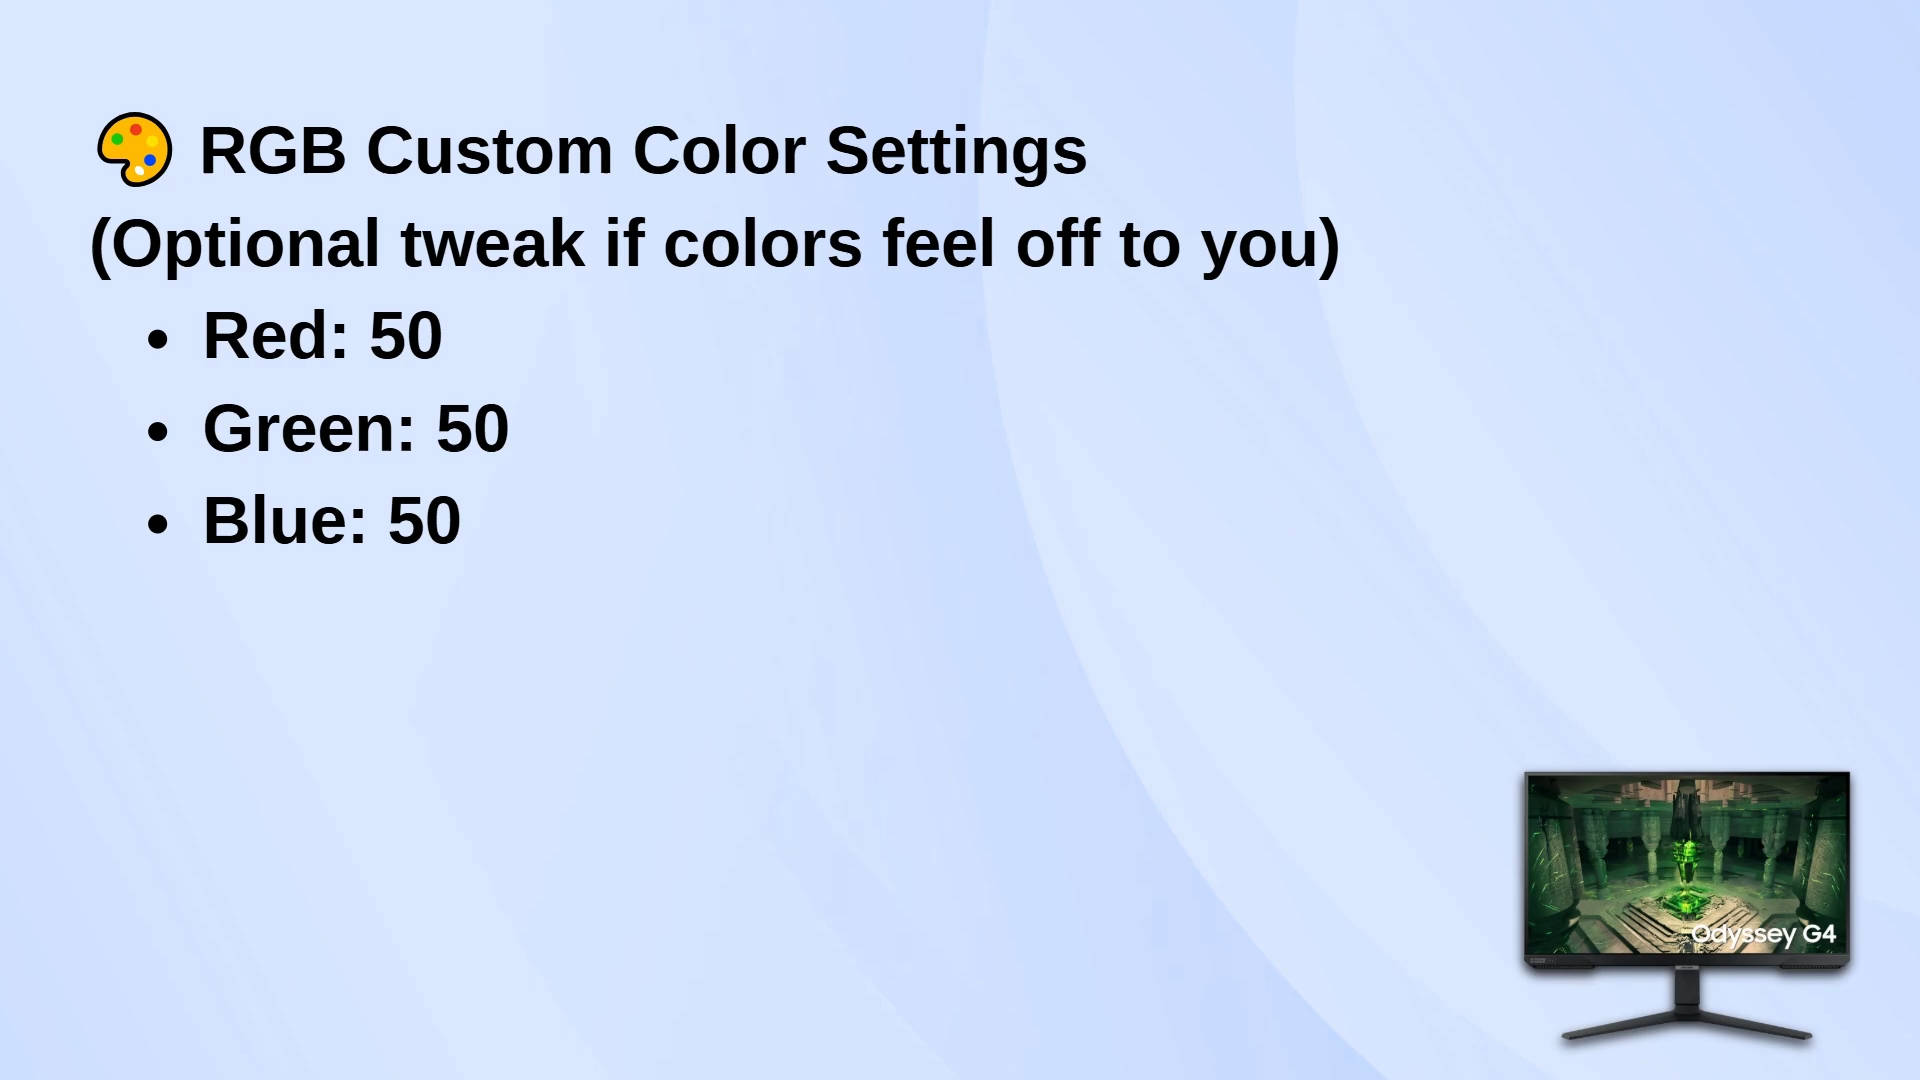 🎨 RGB Custom Color Settings
(Optional tweak if colors feel off to you)
• Red: 50
• Green: 50
• Blue: 50
Odyssey G4